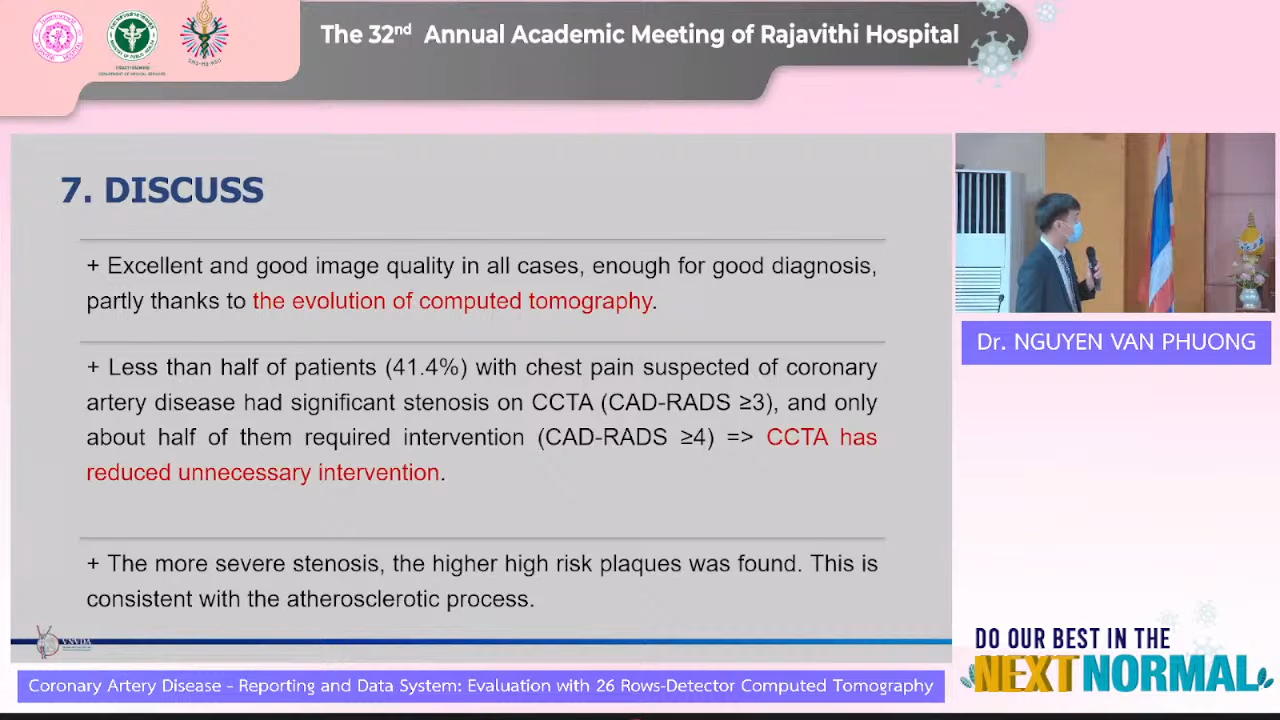 The 32nd Annual Academic Meeting of Rajavithi Hospital
7. DISCUSS
+ Excellent and good image quality in all cases, enough for good diagnosis,
partly thanks to the evolution of computed tomography.
+ Less than half of patients (41.4%) with chest pain suspected of coronary
artery disease had significant stenosis on CCTA (CAD-RADS ≥3), and only
about half of them required intervention (CAD-RADS ≥4) => CCTA has
reduced unnecessary intervention.
+ The more severe stenosis, the higher high risk plaques was found. This is
consistent with the atherosclerotic process.
Dr. NGUYEN VAN PHUONG
DO OUR BEST IN THE
NEXT NORMAL
Coronary Artery Disease - Reporting and Data System: Evaluation with 26 Rows-Detector Computed Tomography